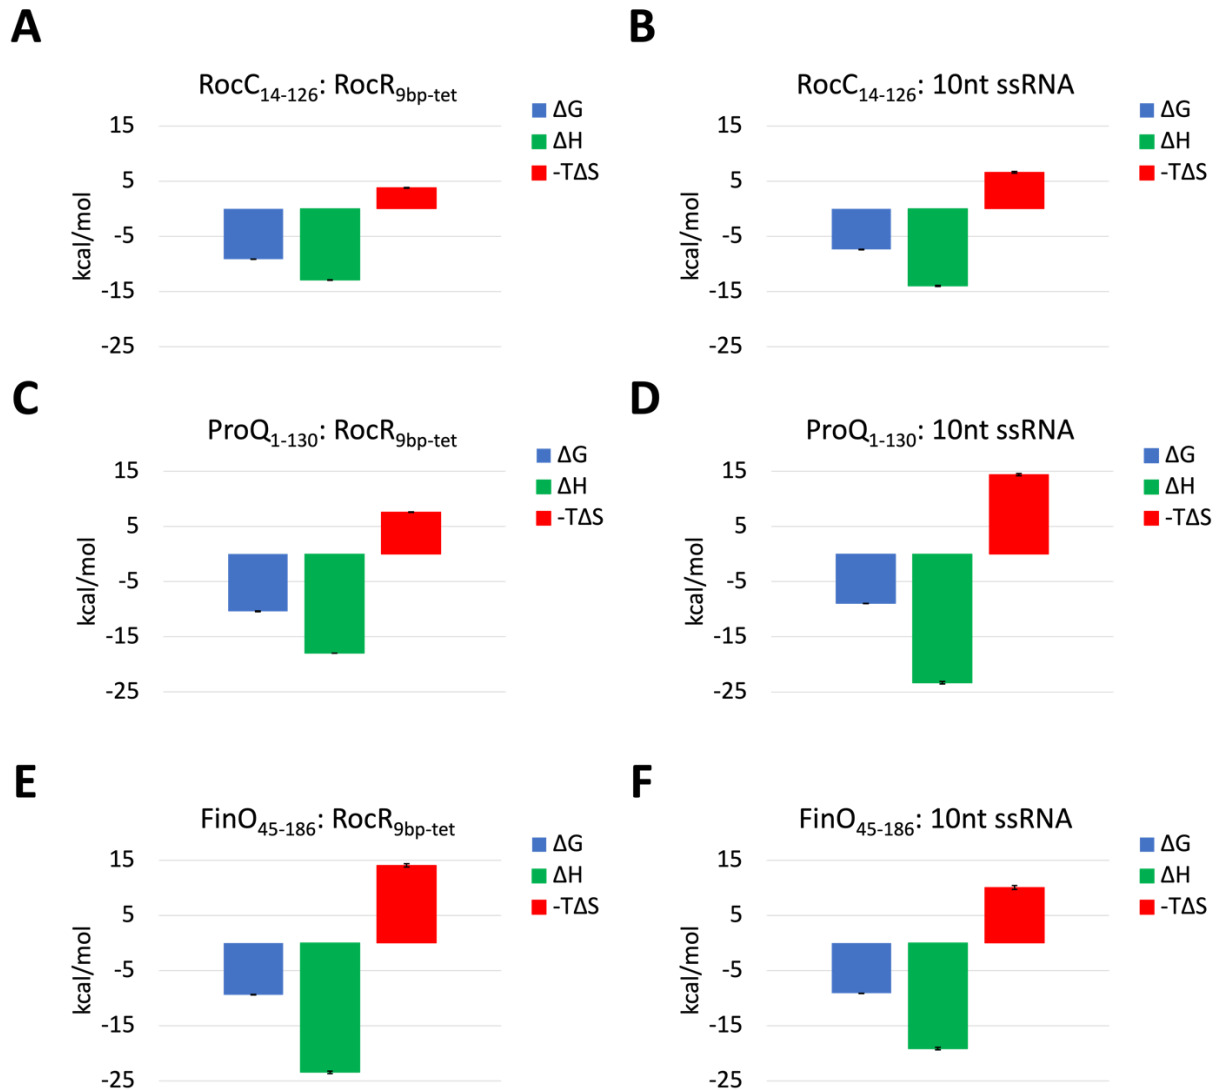 A
RocC14-126: RocR9bp-tet
ΔG
ΔH
-TΔS
15
5
-5
-15
-25
kcal/mol
B
RocC14-126: 10nt ssRNA
ΔG
ΔH
-TΔS
15
5
-5
-15
-25
kcal/mol
C
ProQ1-130: RocR9bp-tet
ΔG
ΔH
-TΔS
15
5
-5
-15
-25
kcal/mol
D
ProQ1-130: 10nt ssRNA
ΔG
ΔH
-TΔS
15
5
-5
-15
-25
kcal/mol
E
FinO45-186: RocR9bp-tet
ΔG
ΔH
-TΔS
15
5
-5
-15
-25
kcal/mol
F
FinO45-186: 10nt ssRNA
ΔG
ΔH
-TΔS
15
5
-5
-15
-25
kcal/mol